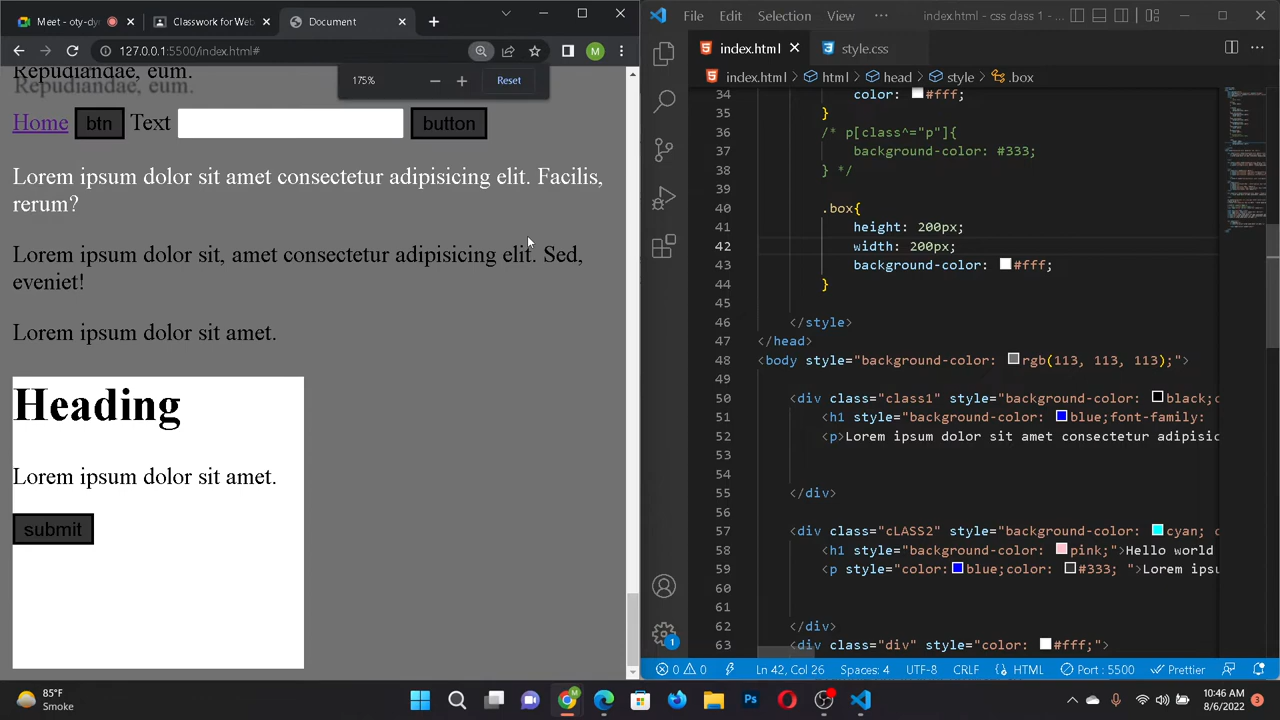 Meet - oty-dy
Classwork for Web
Document
127.0.0.1:5500/index.html#
M
175%
Reset
Repudiandae, eum.
Home btn Text button
Lorem ipsum dolor sit amet consectetur adipisicing elit. Facilis,
rerum?
Lorem ipsum dolor sit, amet consectetur adipisicing elit. Sed,
eveniet!
Lorem ipsum dolor sit amet.
Heading
Lorem ipsum dolor sit amet.
submit
File Edit Selection View ··· index.html - css class 1 - ...
index.html style.css
index.html > html > head > style > .box
34 color: #fff;
35 }
36 /* p[class^="p"]{
37 background-color: #333;
38 } */
39
40 .box{
41 height: 200px;
42 width: 200px;
43 background-color: #fff;
44 }
45
46 </style>
47 </head>
48 <body style="background-color: rgb(113, 113, 113);">
49
50 <div class="class1" style="background-color: black;c
51 <h1 style="background-color: blue;font-family:
52 <p>Lorem ipsum dolor sit amet consectetur adipisic
53
54
55 </div>
56
57 <div class="cLASS2" style="background-color: cyan; c
58 <h1 style="background-color: pink;">Hello world
59 <p style="color: blue;color: #333; ">Lorem ipsu
60
61
62 </div>
63 <div class="div" style="color: #fff;">
1
0 0 Ln 42, Col 26 Spaces: 4 UTF-8 CRLF HTML Port : 5500 Prettier
85°F
Smoke
M
Ps
10:46 AM
8/6/2022
3